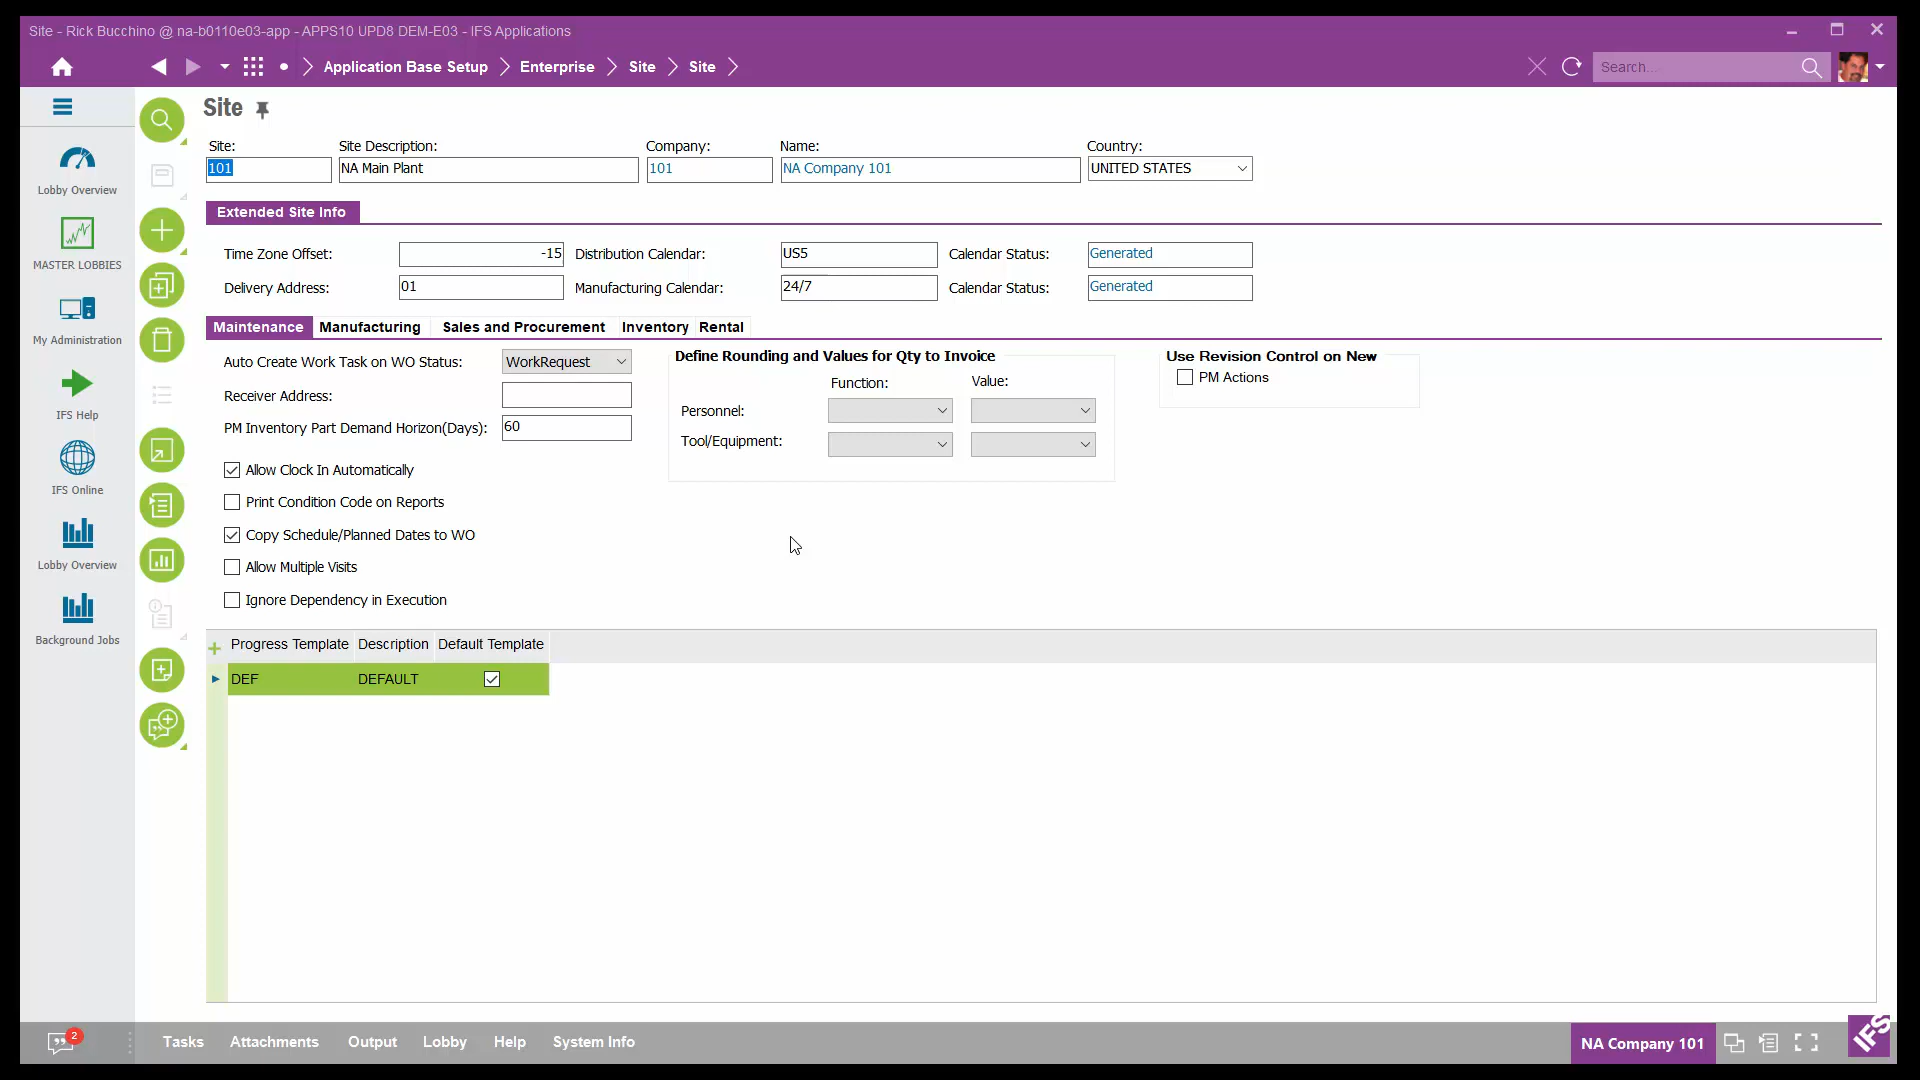 Site - Rick Bucchino @ na-b0110e03-app - APPS10 UPD8 DEM-E03 - IFS Applications
Application Base Setup Enterprise Site Site
Search...
Lobby Overview
MASTER LOBBIES
My Administration
IFS Help
IFS Online
Lobby Overview
Background Jobs
Site
Site: Site Description: Company: Name: Country:
101 NA Main Plant 101 NA Company 101 UNITED STATES
Extended Site Info
Time Zone Offset: -15 Distribution Calendar: US5 Calendar Status: Generated
Delivery Address: 01 Manufacturing Calendar: 24/7 Calendar Status: Generated
Maintenance Manufacturing Sales and Procurement Inventory Rental
Auto Create Work Task on WO Status: WorkRequest
Receiver Address:
PM Inventory Part Demand Horizon(Days): 60
Allow Clock In Automatically
Print Condition Code on Reports
Copy Schedule/Planned Dates to WO
Allow Multiple Visits
Ignore Dependency in Execution
Define Rounding and Values for Qty to Invoice
Function: Value:
Personnel:
Tool/Equipment:
Use Revision Control on New
PM Actions
Progress Template Description Default Template
DEF DEFAULT
2
Tasks Attachments Output Lobby Help System Info
NA Company 101
IFS